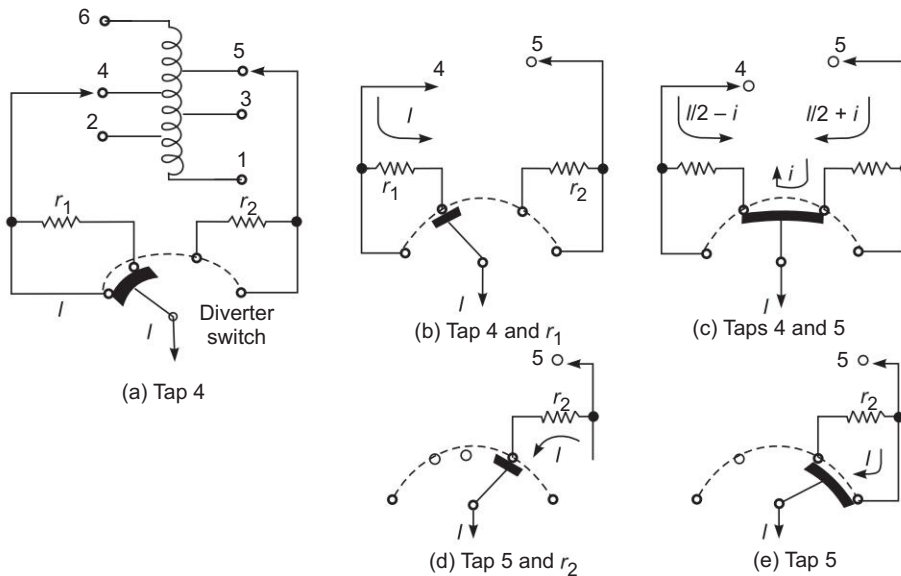 6
4
5
2
3
1
r1
r2
I
I
Diverter
switch
(a) Tap 4
4
5
I
r1
r2
I
(b) Tap 4 and r1
4
5
I/2 – i
I/2 + i
i
I
(c) Taps 4 and 5
5
r2
I
I
(d) Tap 5 and r2
5
r2
I
I
(e) Tap 5